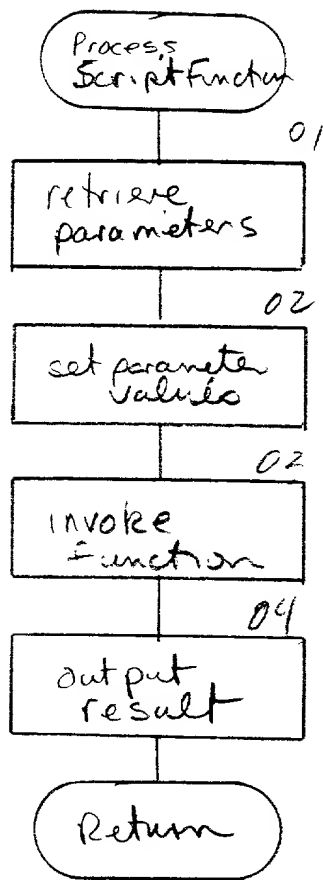 Process
ScriptFunction
01
retrieve
parameters
02
set parameter
values
02
invoke
Function
04
output
result
Return